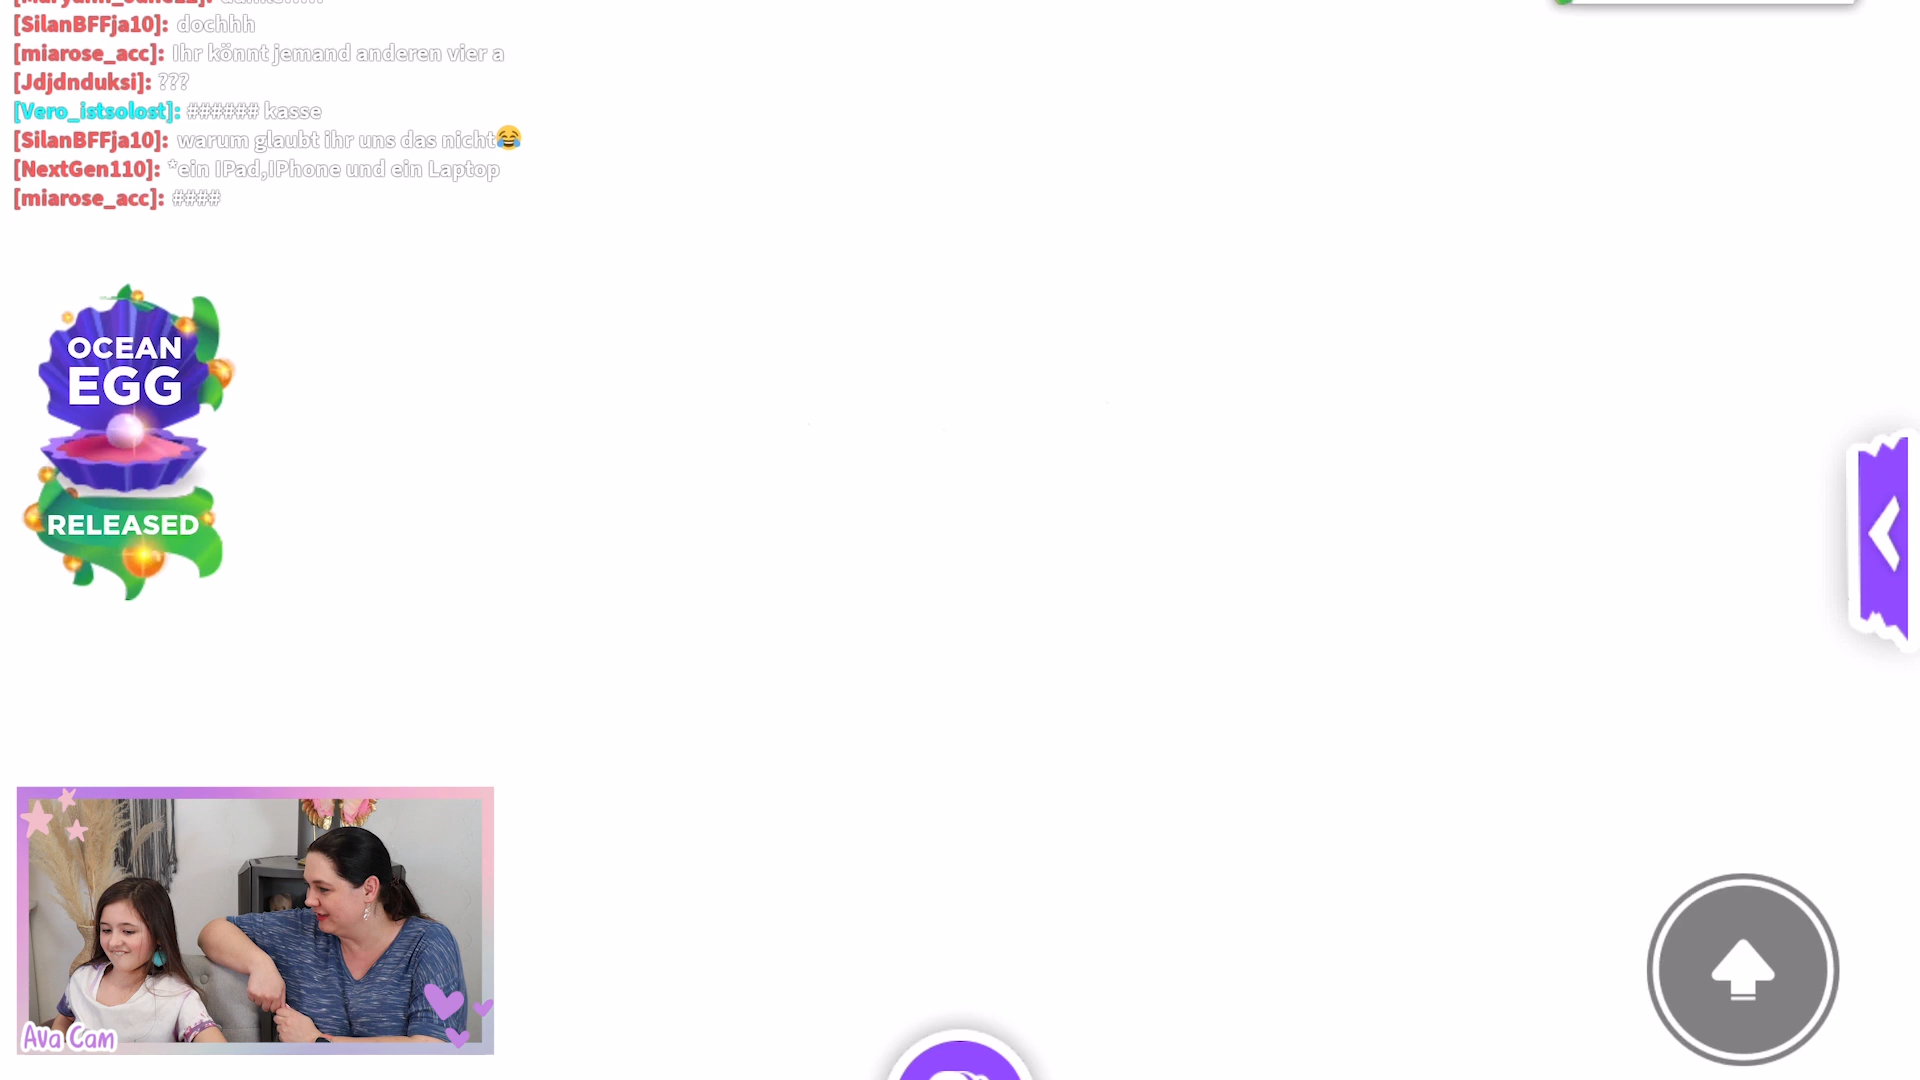 [SilanBFFja10]: dochhh
[miarose_acc]: Ihr könnt jemand anderen vier a
[Jdjdnduksi]: ???
[Vero_istsolost]: ###### kasse
[SilanBFFja10]: warum glaubt ihr uns das nicht😂
[NextGen110]: *ein IPad,IPhone und ein Laptop
[miarose_acc]: ####
OCEAN
EGG
RELEASED
Ava Cam